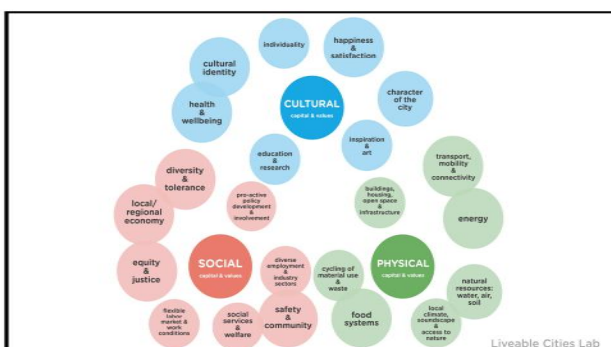 individuality
happiness
& satisfaction
cultural
identity
CULTURAL
capital & values
character
of the
city
health
&
wellbeing
inspiration
&
art
education
&
research
diversity
&
tolerance
transport,
mobility
&
connectivity
pro-active
policy
development
&
involvement
buildings,
housing,
open space
&
infrastructure
local/
regional
economy
energy
equity
&
justice
SOCIAL
capital & values
diverse
employment
&
industry
sectors
cycling of
material use
&
waste
PHYSICAL
capital & values
natural
resources:
water, air,
soil
flexible
labor
market &
work
conditions
social
services
&
welfare
safety
&
community
food
systems
local
climate,
soundscape
&
access to
nature
Liveable Cities Lab